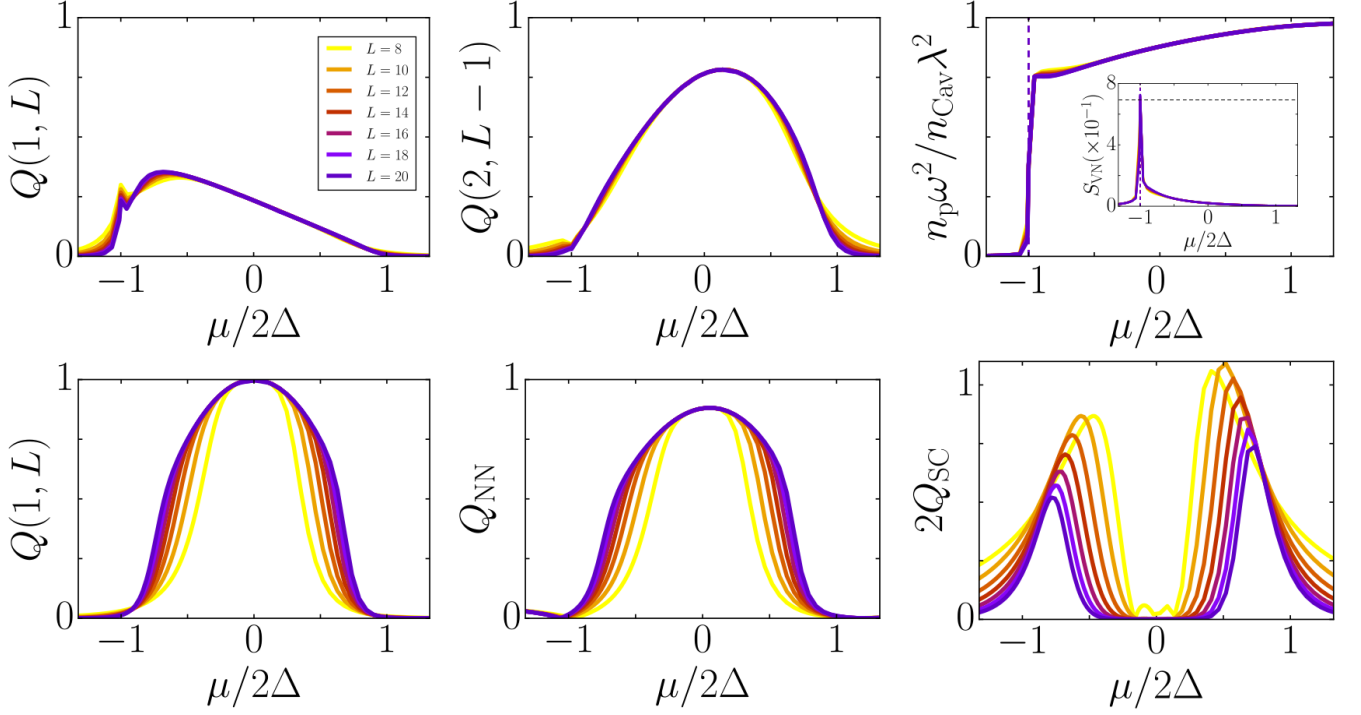 1
Q(1, L)
0
−1 0 1
μ/2Δ
L = 8
L = 10
L = 12
L = 14
L = 16
L = 18
L = 20
1
Q(2, L − 1)
0
−1 0 1
μ/2Δ
1
n_p ω²/n_Cav λ²
0
−1 0 1
μ/2Δ
8
4
0
S_VN(×10⁻¹)
−1 0 1
μ/2Δ
1
Q(1, L)
0
−1 0 1
μ/2Δ
1
Q_NN
0
−1 0 1
μ/2Δ
1
2Q_SC
0
−1 0 1
μ/2Δ